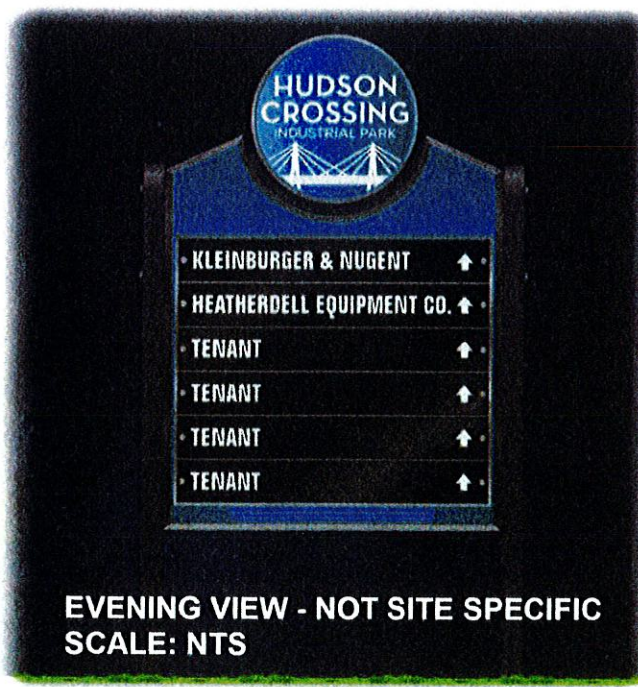 HUDSON
CROSSING
INDUSTRIAL PARK
KLEINBURGER & NUGENT
HEATHERDELL EQUIPMENT CO.
TENANT
TENANT
TENANT
TENANT
EVENING VIEW - NOT SITE SPECIFIC
SCALE: NTS